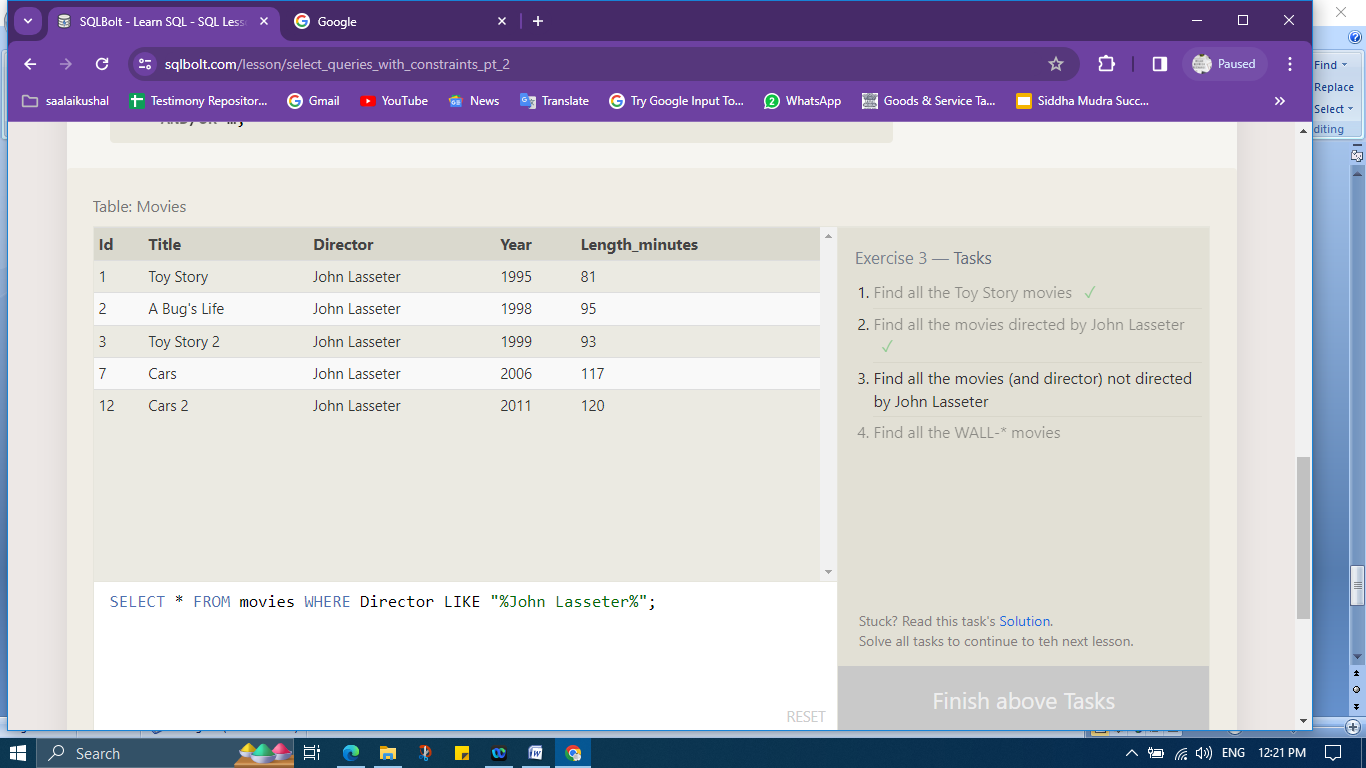 SQLBolt - Learn SQL - SQL Less
Google
sqlbolt.com/lesson/select_queries_with_constraints_pt_2
Paused
saalaikushal
Testimony Repositor...
Gmail
YouTube
News
Translate
Try Google Input To...
WhatsApp
Goods & Service Ta...
Siddha Mudra Succ...
Find
Replace
Select
diting
Table: Movies
Id Title Director Year Length_minutes
1 Toy Story John Lasseter 1995 81
2 A Bug's Life John Lasseter 1998 95
3 Toy Story 2 John Lasseter 1999 93
7 Cars John Lasseter 2006 117
12 Cars 2 John Lasseter 2011 120
SELECT * FROM movies WHERE Director LIKE "%John Lasseter%";
RESET
Exercise 3 — Tasks
1. Find all the Toy Story movies ✓
2. Find all the movies directed by John Lasseter
✓
3. Find all the movies (and director) not directed
by John Lasseter
4. Find all the WALL-* movies
Stuck? Read this task's Solution.
Solve all tasks to continue to teh next lesson.
Finish above Tasks
Search
ENG 12:21 PM